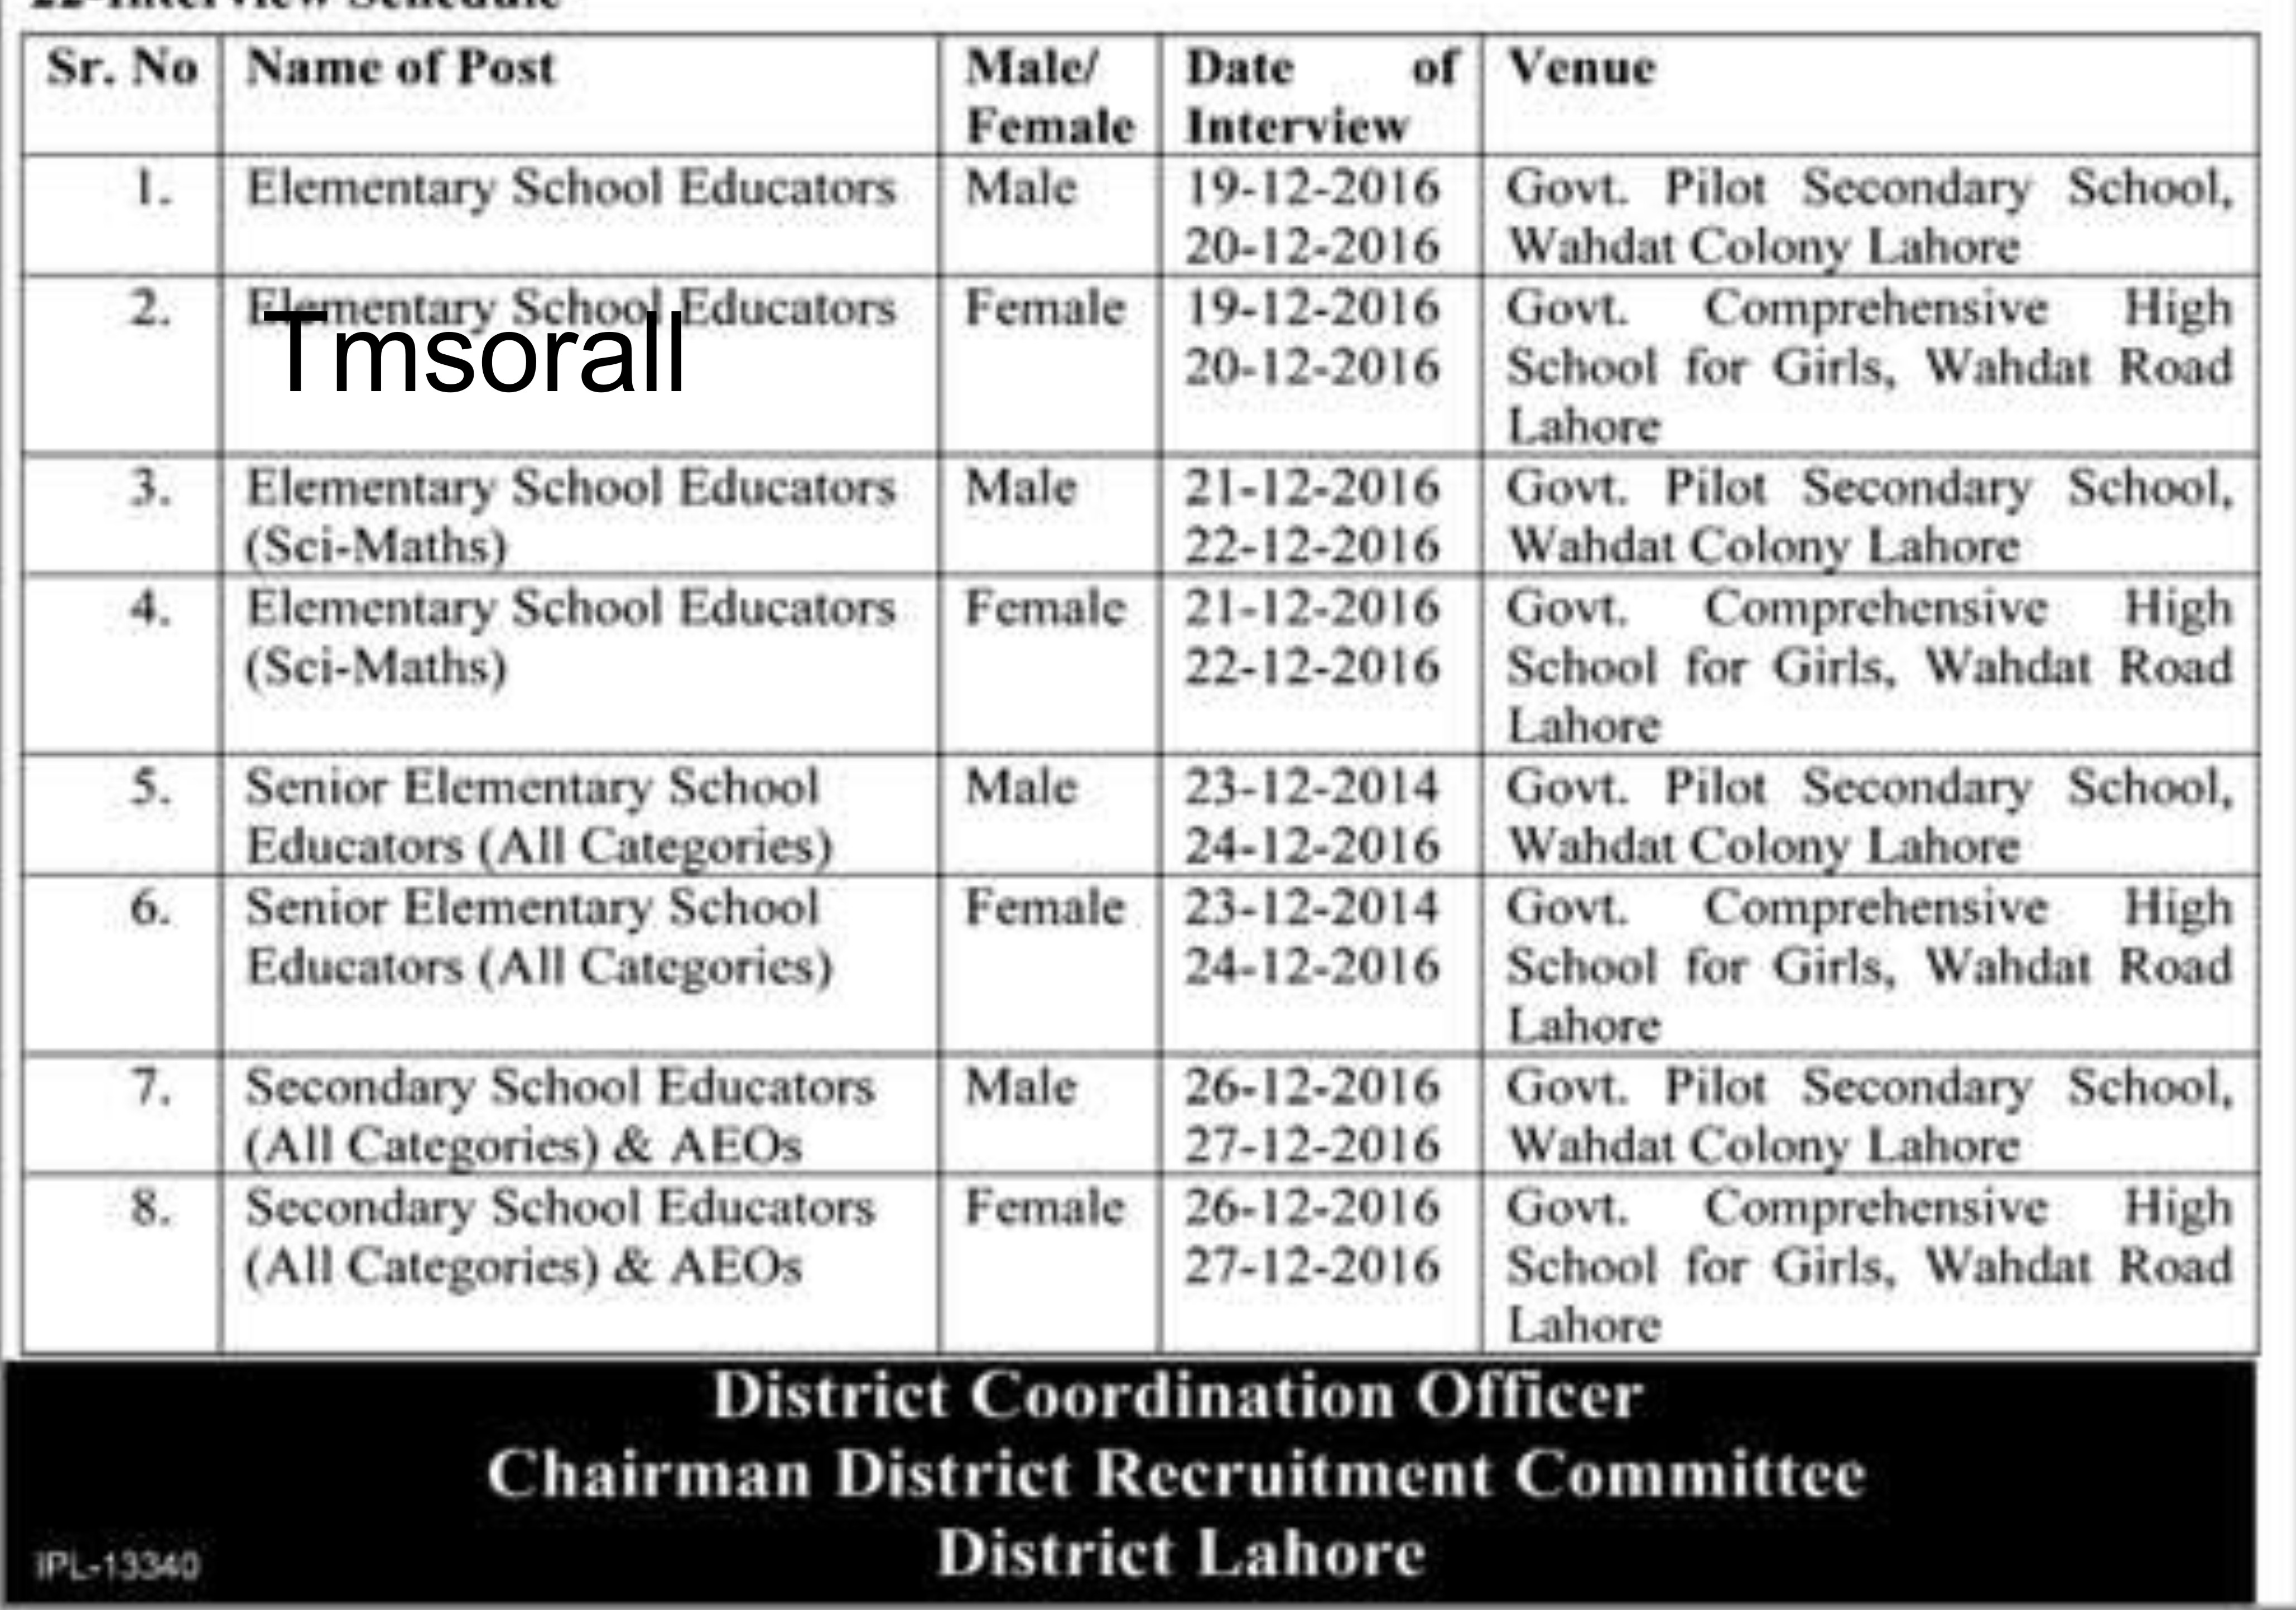 22-Interview Schedule
Sr. No Name of Post Male/ Female Date of Interview Venue
1. Elementary School Educators Male 19-12-2016 Govt. Pilot Secondary School,
20-12-2016 Wahdat Colony Lahore
2. Elementary School Educators Female 19-12-2016 Govt. Comprehensive High
Tmsorall 20-12-2016 School for Girls, Wahdat Road
Lahore
3. Elementary School Educators Male 21-12-2016 Govt. Pilot Secondary School,
(Sci-Maths) 22-12-2016 Wahdat Colony Lahore
4. Elementary School Educators Female 21-12-2016 Govt. Comprehensive High
(Sci-Maths) 22-12-2016 School for Girls, Wahdat Road
Lahore
5. Senior Elementary School Male 23-12-2014 Govt. Pilot Secondary School,
Educators (All Categories) 24-12-2016 Wahdat Colony Lahore
6. Senior Elementary School Female 23-12-2014 Govt. Comprehensive High
Educators (All Categories) 24-12-2016 School for Girls, Wahdat Road
Lahore
7. Secondary School Educators Male 26-12-2016 Govt. Pilot Secondary School,
(All Categories) & AEOs 27-12-2016 Wahdat Colony Lahore
8. Secondary School Educators Female 26-12-2016 Govt. Comprehensive High
(All Categories) & AEOs 27-12-2016 School for Girls, Wahdat Road
Lahore
District Coordination Officer
Chairman District Recruitment Committee
District Lahore
IPL-13340